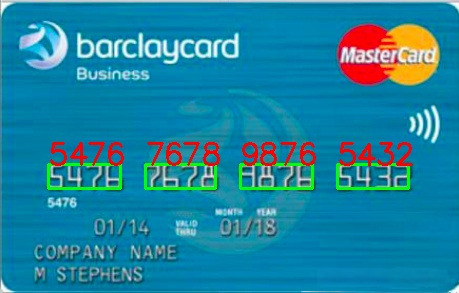 barclaycard
Business
MasterCard
5476 7678 9876 5432
5476 7678 9876 5432
5476
MONTH YEAR
01/14 VALID THRU 01/18
COMPANY NAME
M STEPHENS